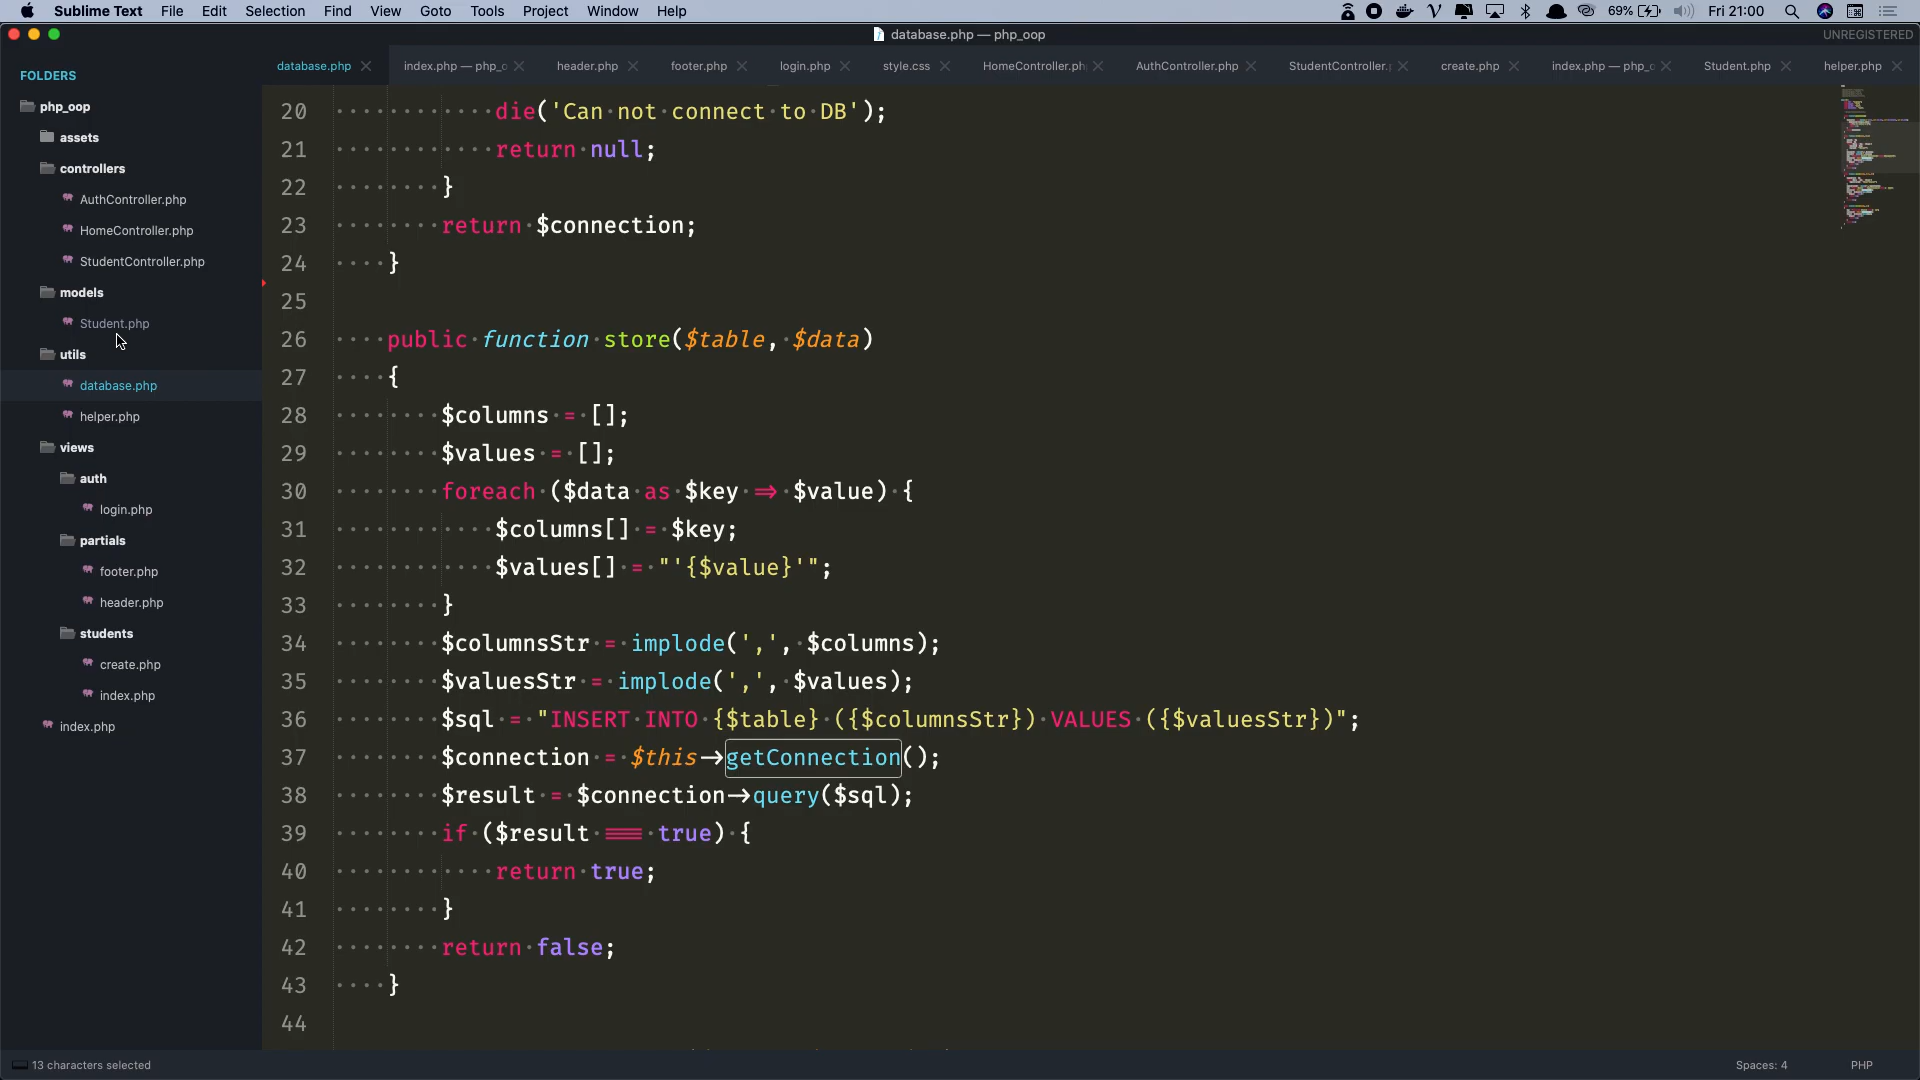 Sublime Text File Edit Selection Find View Goto Tools Project Window Help 69% Fri 21:00
database.php — php_oop UNREGISTERED
database.php index.php — php_o header.php footer.php login.php style.css HomeController.ph AuthController.php StudentController. create.php index.php — php_o Student.php helper.php
FOLDERS
php_oop
assets
controllers
AuthController.php
HomeController.php
StudentController.php
models
Student.php
utils
database.php
helper.php
views
auth
login.php
partials
footer.php
header.php
students
create.php
index.php
index.php
20 die('Can not connect to DB');
21 return null;
22 }
23 return $connection;
24 }
25
26 public function store($table, $data)
27 {
28 $columns = [];
29 $values = [];
30 foreach ($data as $key => $value) {
31 $columns[] = $key;
32 $values[] = "'{$value}'";
33 }
34 $columnsStr = implode(',', $columns);
35 $valuesStr = implode(',', $values);
36 $sql = "INSERT INTO {$table} ({$columnsStr}) VALUES ({$valuesStr})";
37 $connection = $this->getConnection();
38 $result = $connection->query($sql);
39 if ($result === true) {
40 return true;
41 }
42 return false;
43 }
44
13 characters selected Spaces: 4 PHP